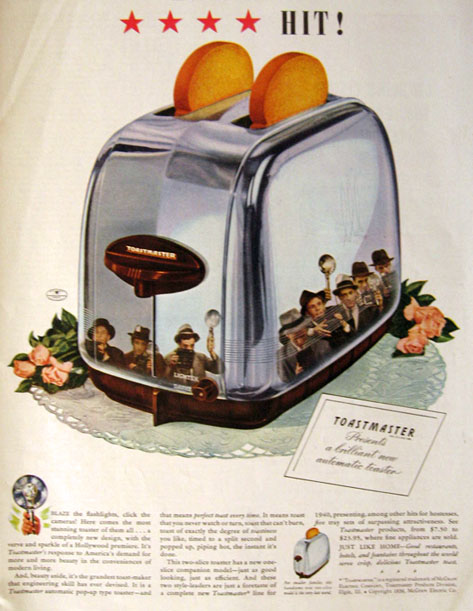 ★ ★ ★ ★ HIT!
TOASTMASTER
TOASTMASTER
Presents
a brilliant new
automatic toaster
BLAZE the flashlights, click the
cameras! Here comes the most
stunning toaster of them all . . . a
completely new design, with the
verve and sparkle of a Hollywood premiere. It's
Toastmaster's response to America's demand for
more and more beauty in the conveniences of
modern living.
And, beauty aside, it's the grandest toast-maker
that engineering skill has ever devised. It is a
Toastmaster automatic pop-up type toaster—and
that means perfect toast every time. It means toast
that you never watch or turn, toast that can't burn,
toast of exactly the degree of toastiness
you like, timed to a split second and
popped up, piping hot, the instant it's
done.
This two-slice toaster has a new one-
slice companion model—just as good
looking, just as efficient. And these
two style-leaders are just a foretaste of
a complete new Toastmaster line for
1940, presenting, among other hits for hostesses,
five tray sets of surpassing attractiveness. See
Toastmaster products, from $7.50 to
$23.95, where fine appliances are sold.
JUST LIKE HOME—Good restaurants,
hotels, and fountains throughout the world
serve crisp, delicious Toastmaster toast.